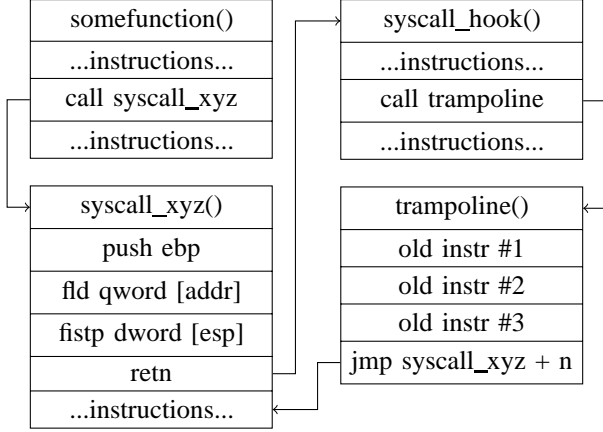 somefunction()
...instructions...
call syscall_xyz
...instructions...
syscall_xyz()
push ebp
fld qword [addr]
fistp dword [esp]
retn
...instructions...
syscall_hook()
...instructions...
call trampoline
...instructions...
trampoline()
old instr #1
old instr #2
old instr #3
jmp syscall_xyz + n